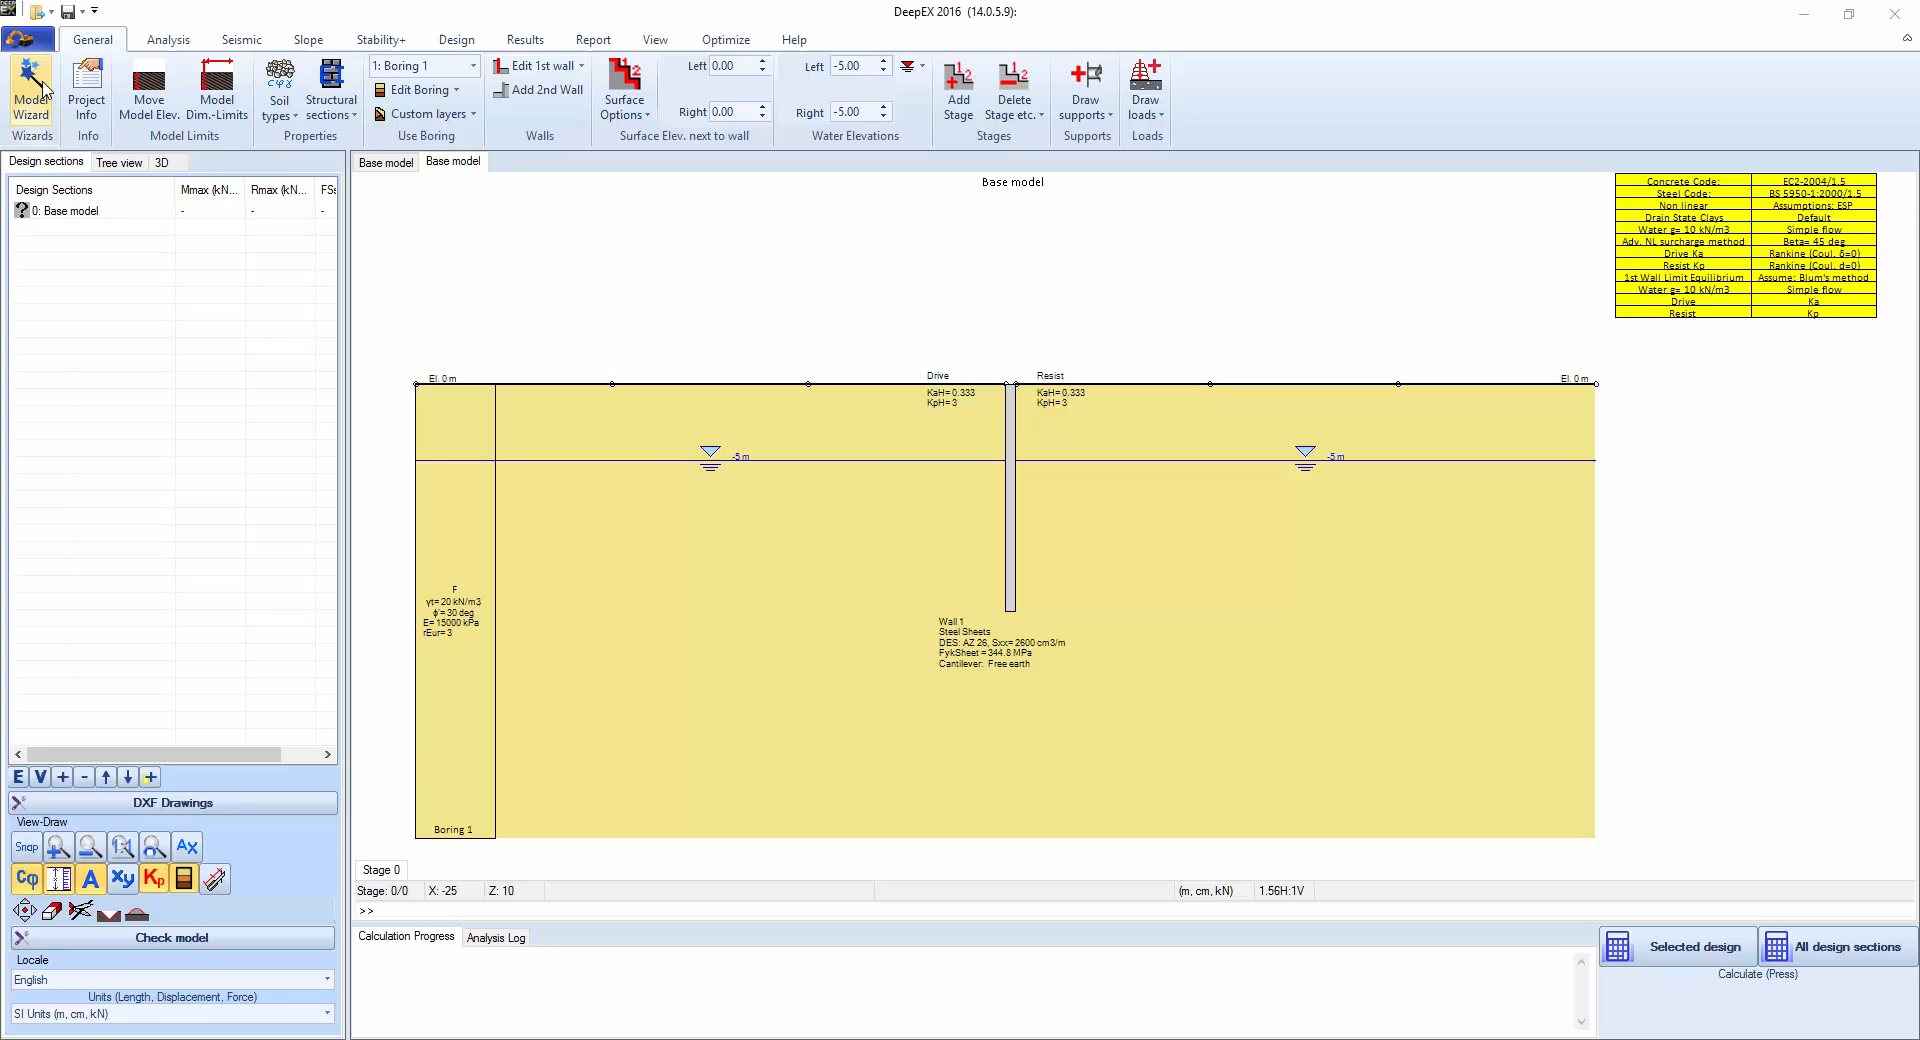 DeepEX 2016 (14.0.5.9):
General Analysis Seismic Slope Stability+ Design Results Report View Optimize Help
Model Wizard
Project Info
Move Model Elev.
Model Dim.-Limits
Soil types
Structural sections
1: Boring 1
Edit Boring
Custom layers
Edit 1st wall
Add 2nd Wall
Surface Options
Left 0.00
Right 0.00
Left -5.00
Right -5.00
Add Stage
Delete Stage etc.
Draw supports
Draw loads
Wizards Info Model Limits Properties Use Boring Walls Surface Elev. next to wall Water Elevations Stages Supports Loads
Design sections Tree view 3D
Design Sections Mmax (kN... Rmax (kN... FS
0: Base model - - -
E V + - +
DXF Drawings
View-Draw
Snap 1:1 Ax
Cφ A Xy Kp
Check model
Locale
English
Units (Length, Displacement, Force)
SI Units (m, cm, kN)
Base model Base model
Base model
Concrete Code: EC2-2004/1.5
Steel Code: BS 5950-1:2000/1.5
Non linear Assumptions: ESP
Drain State Clays Default
Water g= 10 kN/m3 Simple flow
Adv. NL surcharge method Beta= 45 deg
Drive Ka Rankine (Coul. δ=0)
Resist Kp Rankine (Coul. d=0)
1st Wall Limit Equilibrium Assume: Blum's method
Water g= 10 kN/m3 Simple flow
Drive Ka
Resist Kp
El. 0 m
Drive
Resist
El. 0 m
KaH= 0.333
KpH= 3
KaH= 0.333
KpH= 3
-5 m
-5 m
F
γt= 20 kN/m3
φ'= 30 deg
E= 15000 kPa
rEur= 3
Wall 1
Steel Sheets
DES: AZ 26, Sxx= 2600 cm3/m
FykSheet = 344.8 MPa
Cantilever: Free earth
Boring 1
Stage 0
Stage: 0/0 X: -25 Z: 10 (m, cm, kN) 1.56H:1V
>>
Calculation Progress Analysis Log
Selected design All design sections
Calculate (Press)